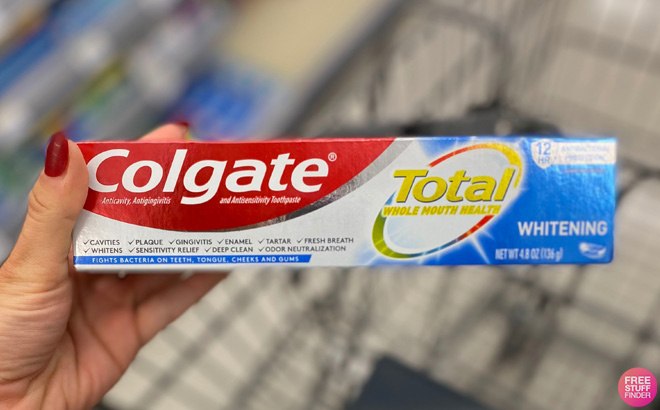 Colgate®
Anticavity, Antigingivitis
and Antisensitivity Toothpaste
✓CAVITIES ✓PLAQUE ✓GINGIVITIS ✓ENAMEL ✓TARTAR ✓FRESH BREATH
✓WHITENS ✓SENSITIVITY RELIEF ✓DEEP CLEAN ✓ODOR NEUTRALIZATION
FIGHTS BACTERIA ON TEETH, TONGUE, CHEEKS AND GUMS
Total
WHOLE MOUTH HEALTH
12 HR
ANTIBACTERIAL
PROTECTION
WHITENING
NET WT 4.8 OZ (136 g)
FREE
STUFF
FINDER